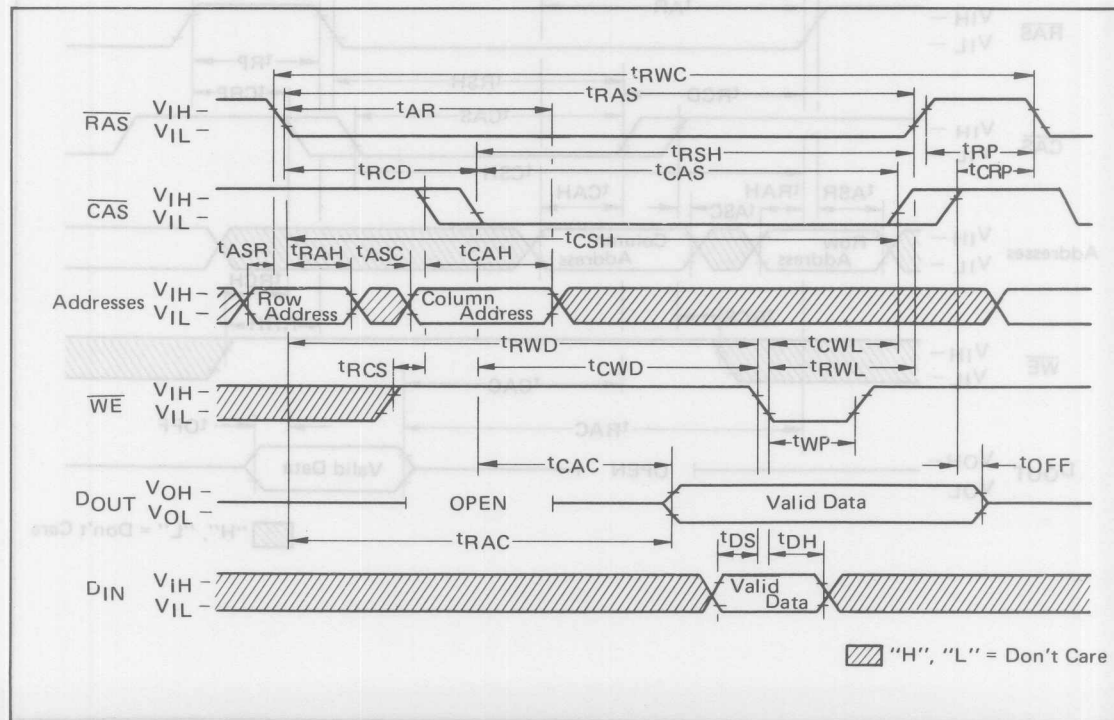 tRWC
tRAS
tAR
RAS VIH
VIL
tRP
tRSH
tRCD tCAS tCRP
CAS VIH
VIL
tCSH
tASR tRAH tASC tCAH
Addresses VIH Row Address Column Address
VIL
tRWD tCWL
tRCS tCWD tRWL
WE VIH
VIL
tWP
tCAC tOFF
DOUT VOH OPEN Valid Data
VOL
tRAC
tDS tDH
DIN VIH Valid Data
VIL
"H", "L" = Don't Care